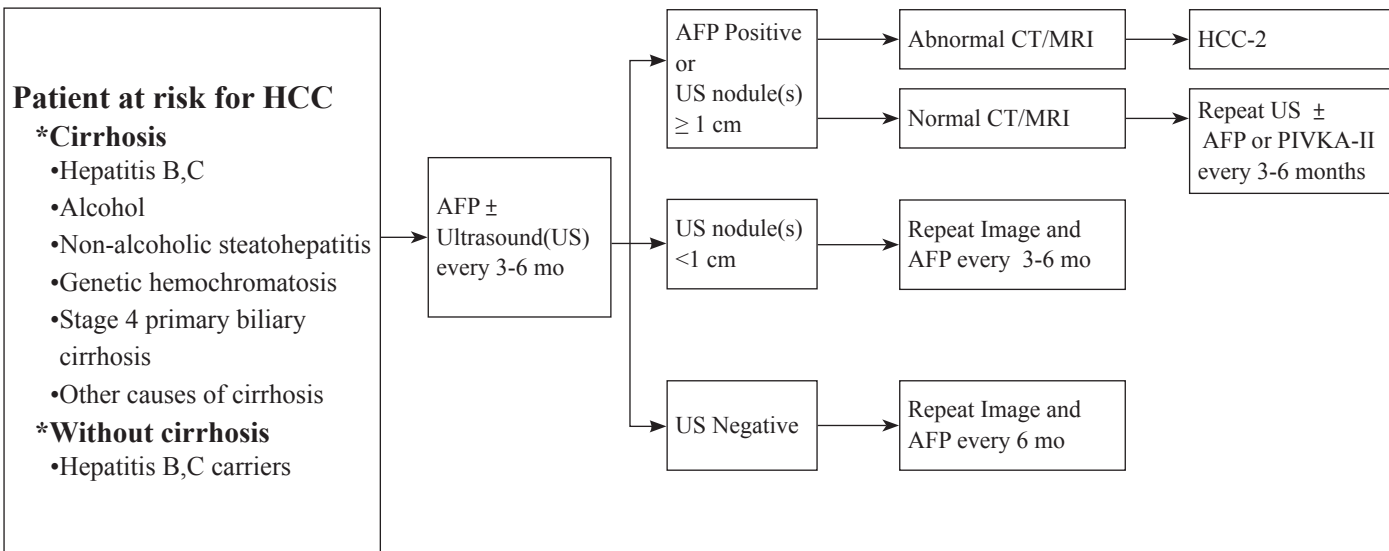 Patient at risk for HCC
*Cirrhosis
•Hepatitis B,C
•Alcohol
•Non-alcoholic steatohepatitis
•Genetic hemochromatosis
•Stage 4 primary biliary
cirrhosis
•Other causes of cirrhosis
*Without cirrhosis
•Hepatitis B,C carriers
AFP ±
Ultrasound(US)
every 3-6 mo
AFP Positive
or
US nodule(s)
≥ 1 cm
Abnormal CT/MRI
HCC-2
Normal CT/MRI
Repeat US ±
AFP or PIVKA-II
every 3-6 months
US nodule(s)
<1 cm
Repeat Image and
AFP every 3-6 mo
US Negative
Repeat Image and
AFP every 6 mo